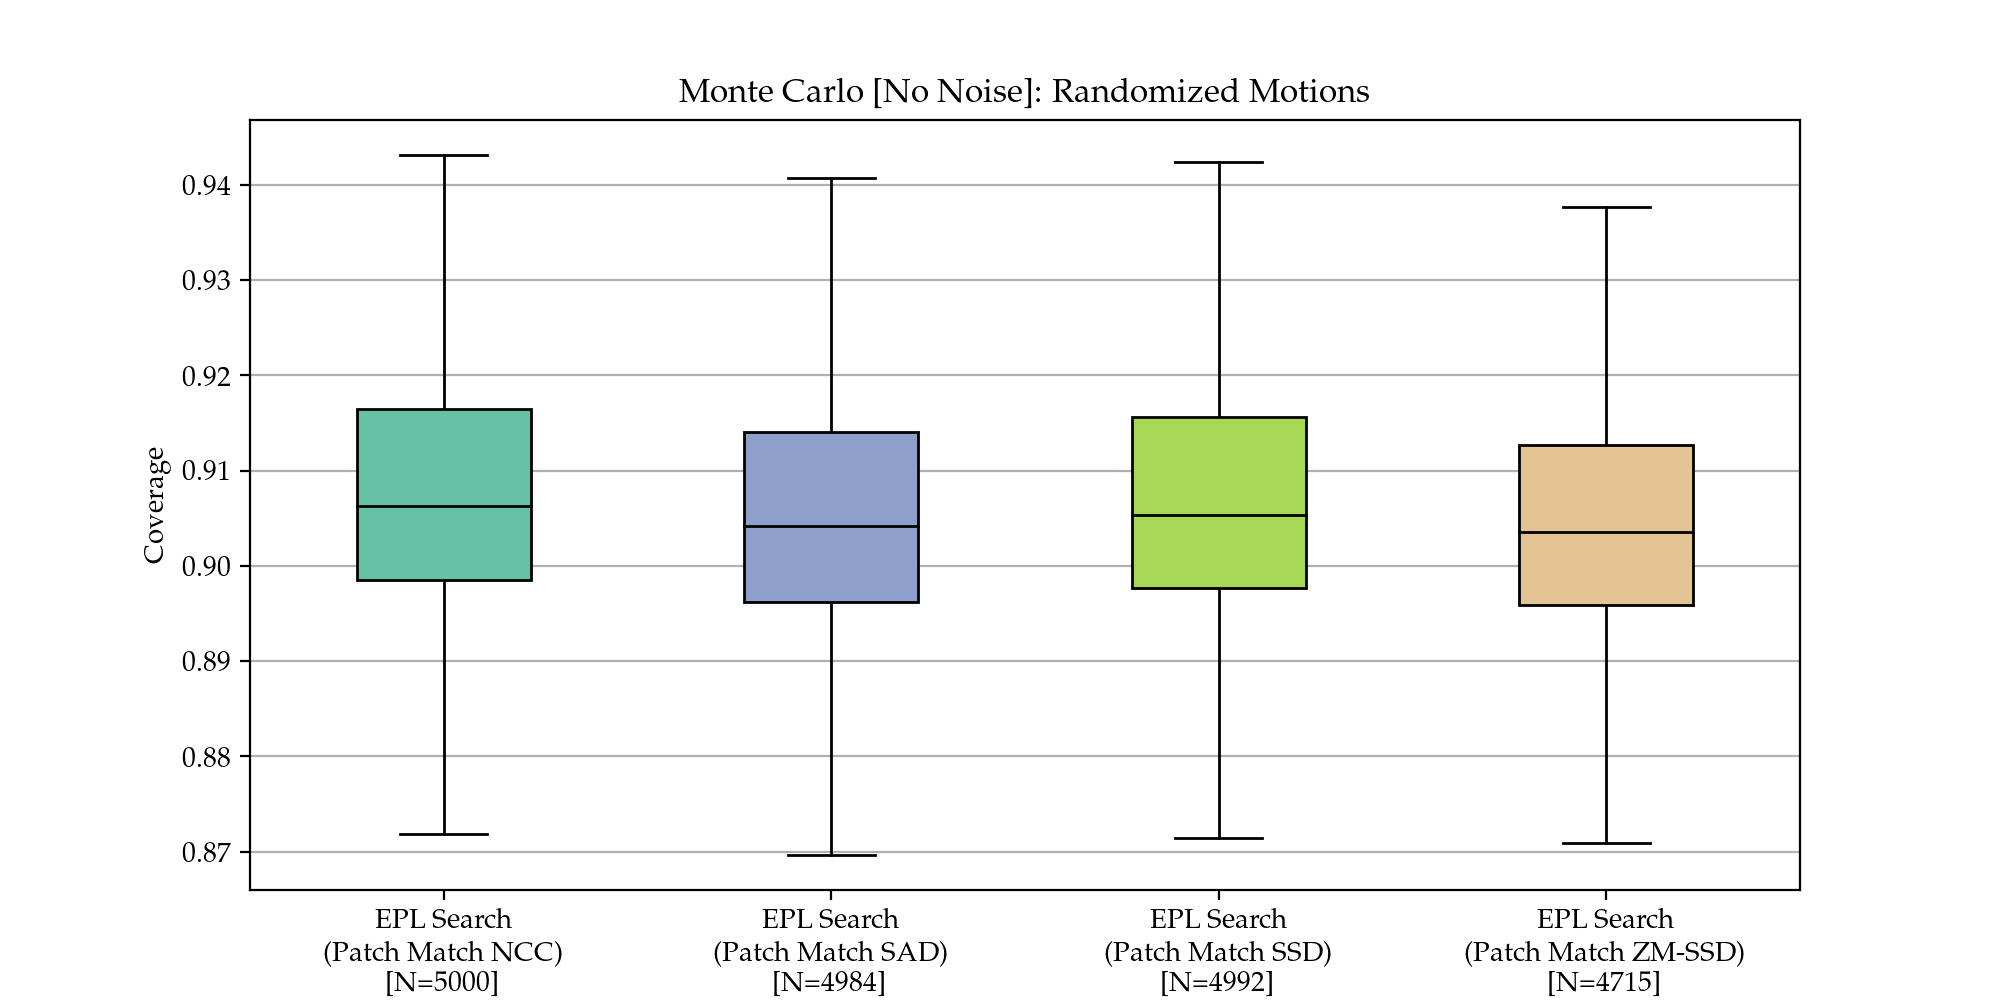 Monte Carlo [No Noise]: Randomized Motions
Coverage
0.94
0.93
0.92
0.91
0.90
0.89
0.88
0.87
EPL Search
(Patch Match NCC)
[N=5000]
EPL Search
(Patch Match SAD)
[N=4984]
EPL Search
(Patch Match SSD)
[N=4992]
EPL Search
(Patch Match ZM-SSD)
[N=4715]